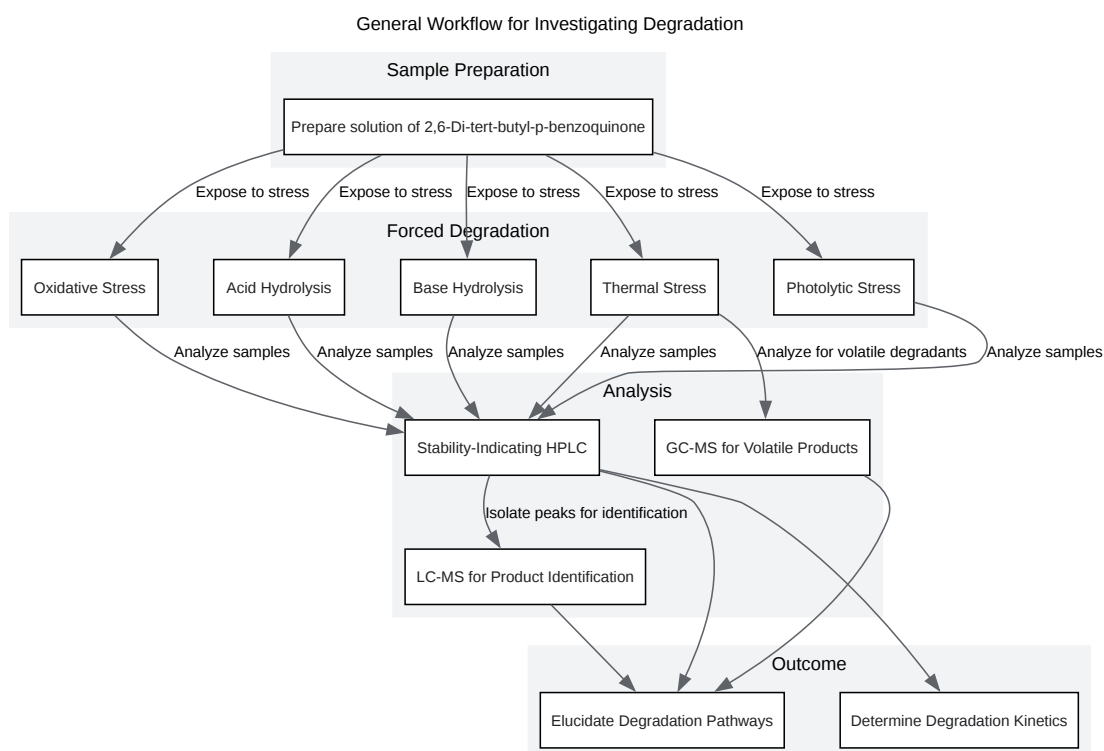 General Workflow for Investigating Degradation
Sample Preparation
Prepare solution of 2,6-Di-tert-butyl-p-benzoquinone
Expose to stress
Expose to stress
Expose to stress
Expose to stress
Expose to stress
Forced Degradation
Oxidative Stress
Acid Hydrolysis
Base Hydrolysis
Thermal Stress
Photolytic Stress
Analyze samples
Analyze samples
Analyze samples
Analyze samples
Analyze for volatile degradants
Analyze samples
Analysis
Stability-Indicating HPLC
GC-MS for Volatile Products
Isolate peaks for identification
LC-MS for Product Identification
Outcome
Elucidate Degradation Pathways
Determine Degradation Kinetics